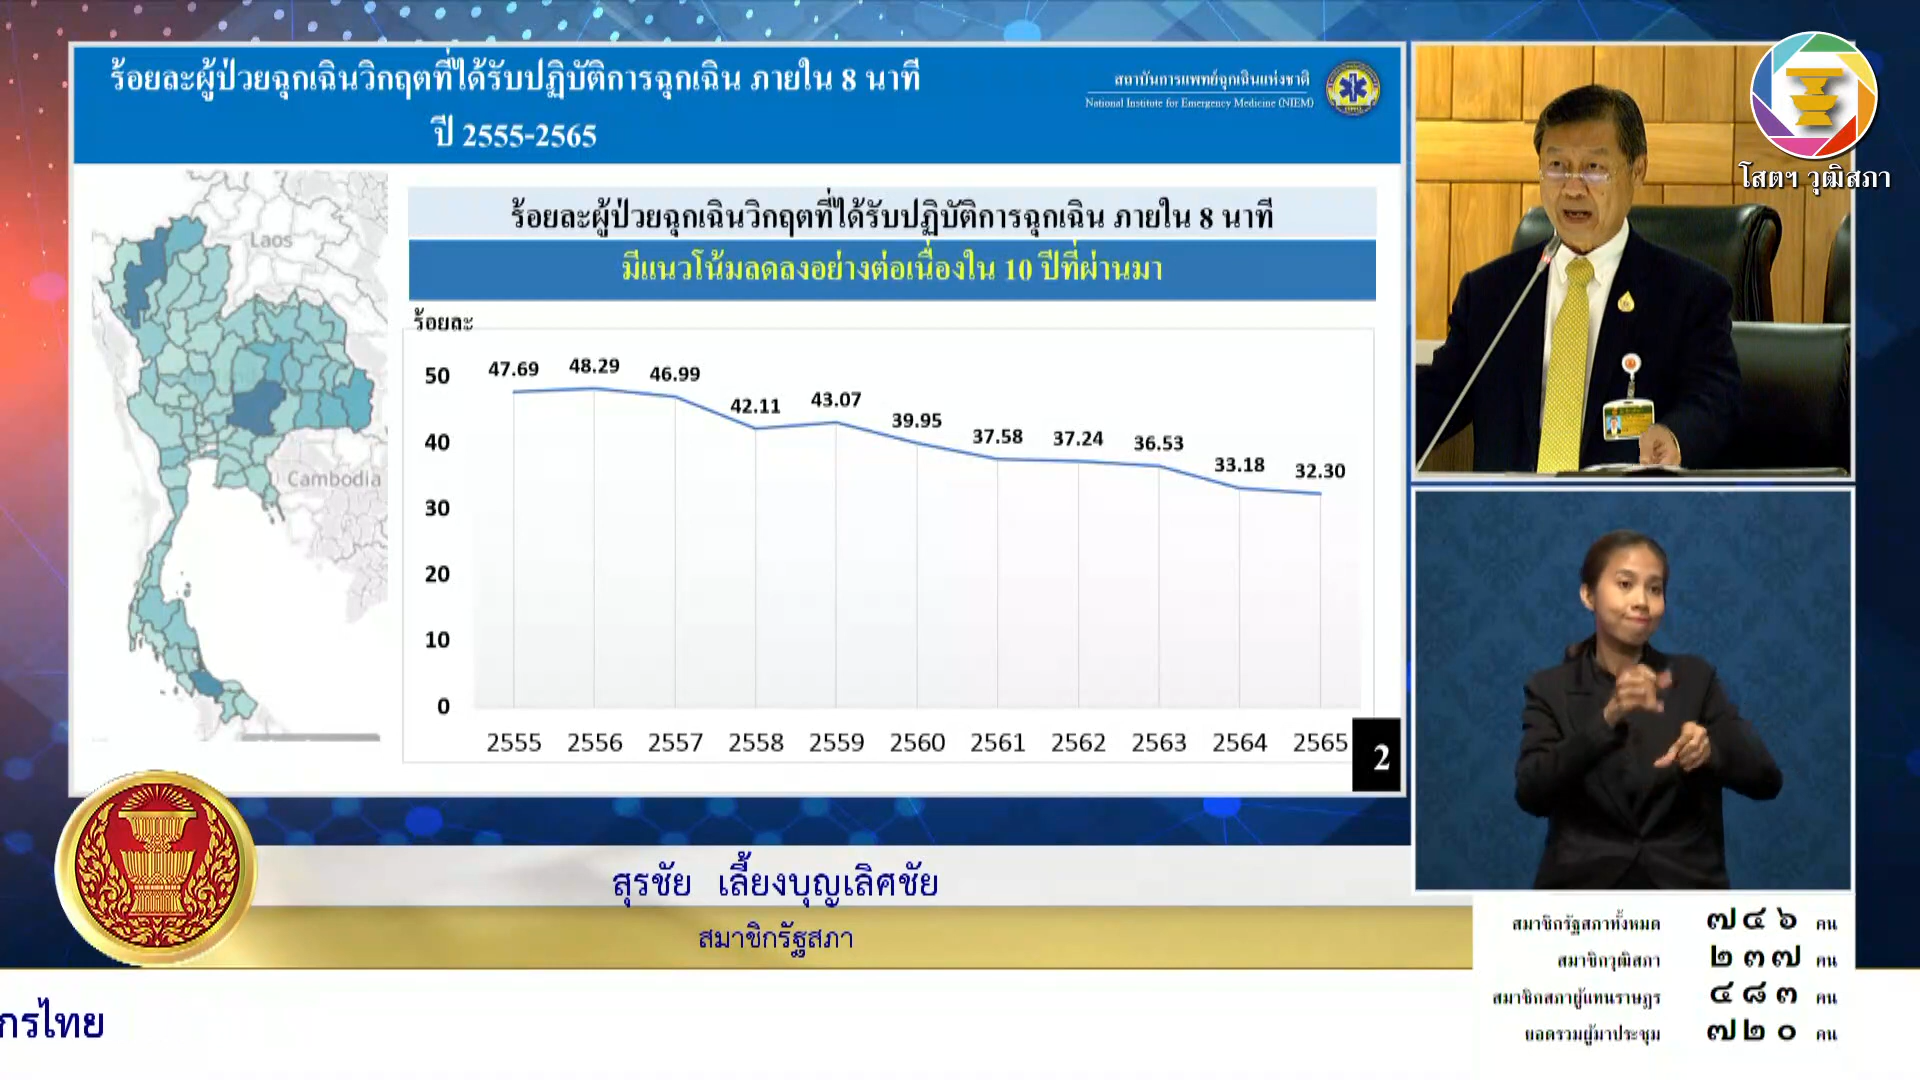 ร้อยละผู้ป่วยฉุกเฉินวิกฤตที่ได้รับปฏิบัติการฉุกเฉิน ภายใน 8 นาที
ปี 2555-2565
สถาบันการแพทย์ฉุกเฉินแห่งชาติ
National Institute for Emergency Medicine (NIEM)
ร้อยละผู้ป่วยฉุกเฉินวิกฤตที่ได้รับปฏิบัติการฉุกเฉิน ภายใน 8 นาที
มีแนวโน้มลดลงอย่างต่อเนื่องใน 10 ปีที่ผ่านมา
Laos
Cambodia
ร้อยละ
50
40
30
20
10
0
47.69 48.29 46.99 42.11 43.07 39.95 37.58 37.24 36.53 33.18 32.30
2555 2556 2557 2558 2559 2560 2561 2562 2563 2564 2565
2
โสตฯ วุฒิสภา
สุรชัย เลี้ยงบุญเลิศชัย
สมาชิกรัฐสภา
สมาชิกรัฐสภาทั้งหมด ๗๔๖ คน
สมาชิกวุฒิสภา ๒๓๗ คน
สมาชิกสภาผู้แทนราษฎร ๔๘๓ คน
ยอดรวมผู้มาประชุม ๗๒๐ คน
กรไทย